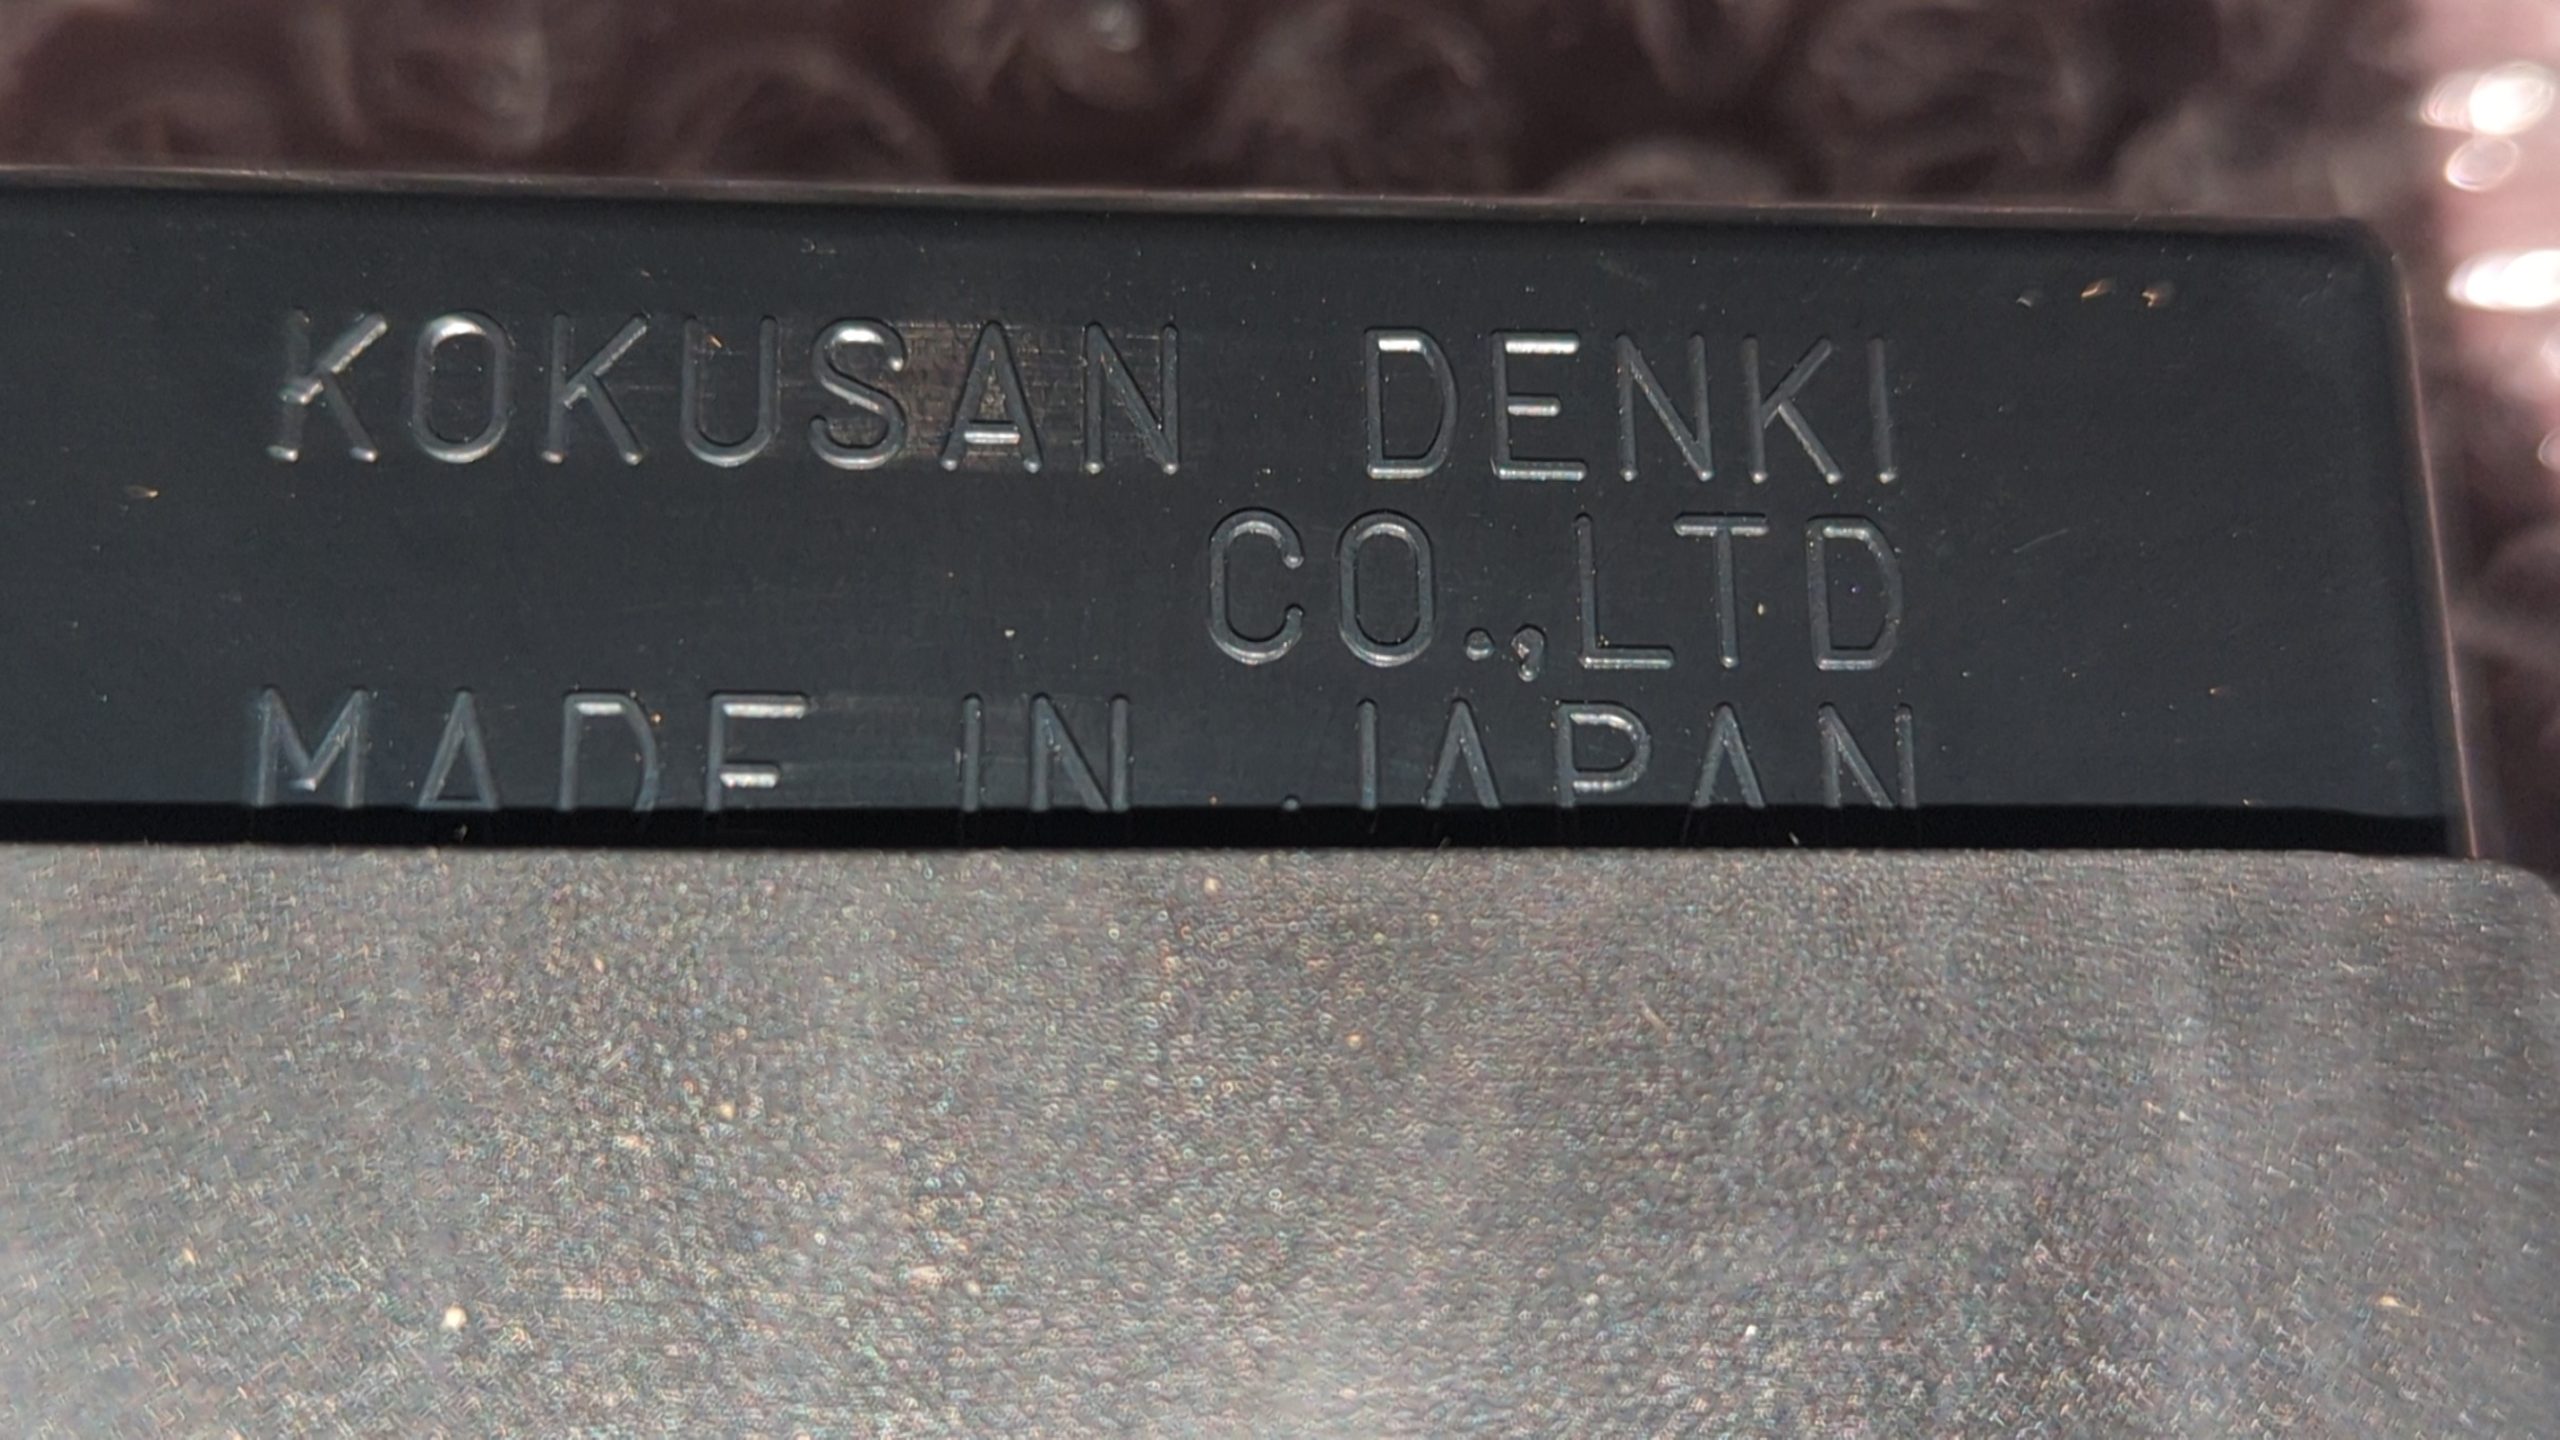 KOKUSAN DENKI
CO.,LTD
MADE IN JAPAN